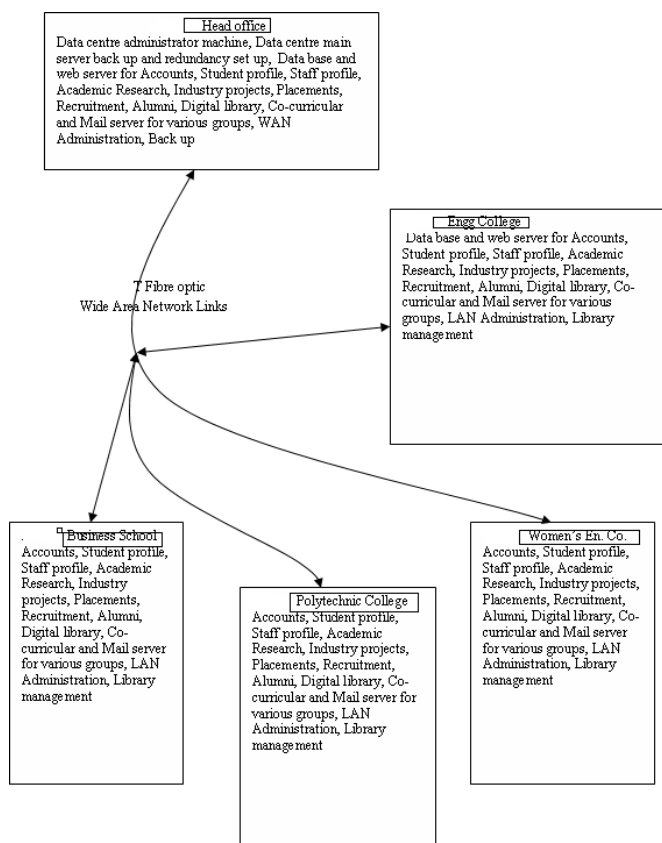 Head office
Data centre administrator machine, Data centre main
server back up and redundancy set up, Data base and
web server for Accounts, Student profile, Staff profile,
Academic Research, Industry projects, Placements,
Recruitment, Alumni, Digital library, Co-curricular
and Mail server for various groups, WAN
Administration, Back up
Engg College
Data base and web server for Accounts,
Student profile, Staff profile, Academic
Research, Industry projects, Placements,
Recruitment, Alumni, Digital library, Co-
curricular and Mail server for various
groups, LAN Administration, Library
management
T Fibre optic
Wide Area Network Links
. Business School
Accounts, Student profile,
Staff profile, Academic
Research, Industry
projects, Placements,
Recruitment, Alumni,
Digital library, Co-
curricular and Mail server
for various groups, LAN
Administration, Library
management
Polytechnic College
Accounts, Student profile,
Staff profile, Academic
Research, Industry projects,
Placements, Recruitment,
Alumni, Digital library, Co-
curricular and Mail server for
various groups, LAN
Administration, Library
management
Women's En. Co.
Accounts, Student profile,
Staff profile, Academic
Research, Industry
projects, Placements,
Recruitment, Alumni,
Digital library, Co-
curricular and Mail server
for various groups, LAN
Administration, Library
management